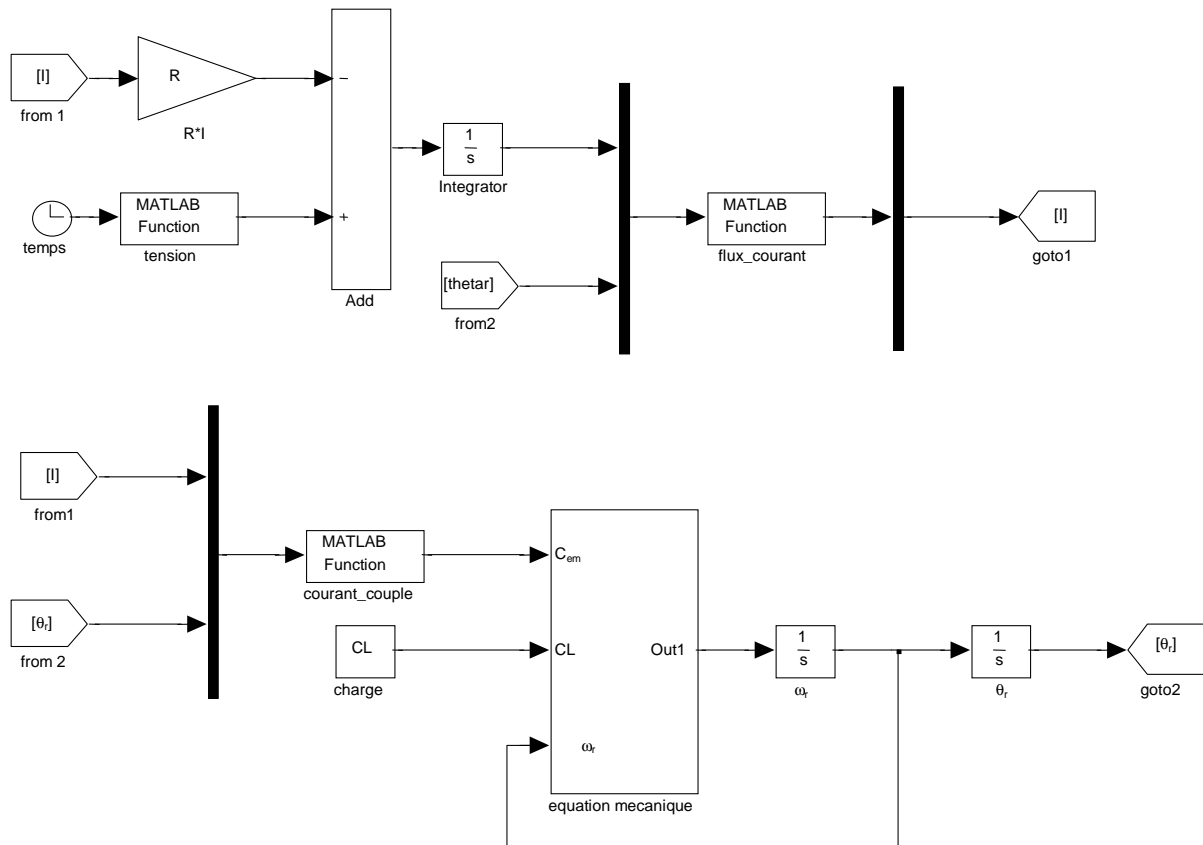 [I]
from 1
R
R*I
−
+
Add
temps
MATLAB
Function
tension
1
s
Integrator
[thetar]
from2
MATLAB
Function
flux_courant
[I]
goto1
[I]
from1
[θr]
from 2
MATLAB
Function
courant_couple
CL
charge
Cem
CL
ωr
Out1
equation mecanique
1
s
ωr
1
s
θr
[θr]
goto2